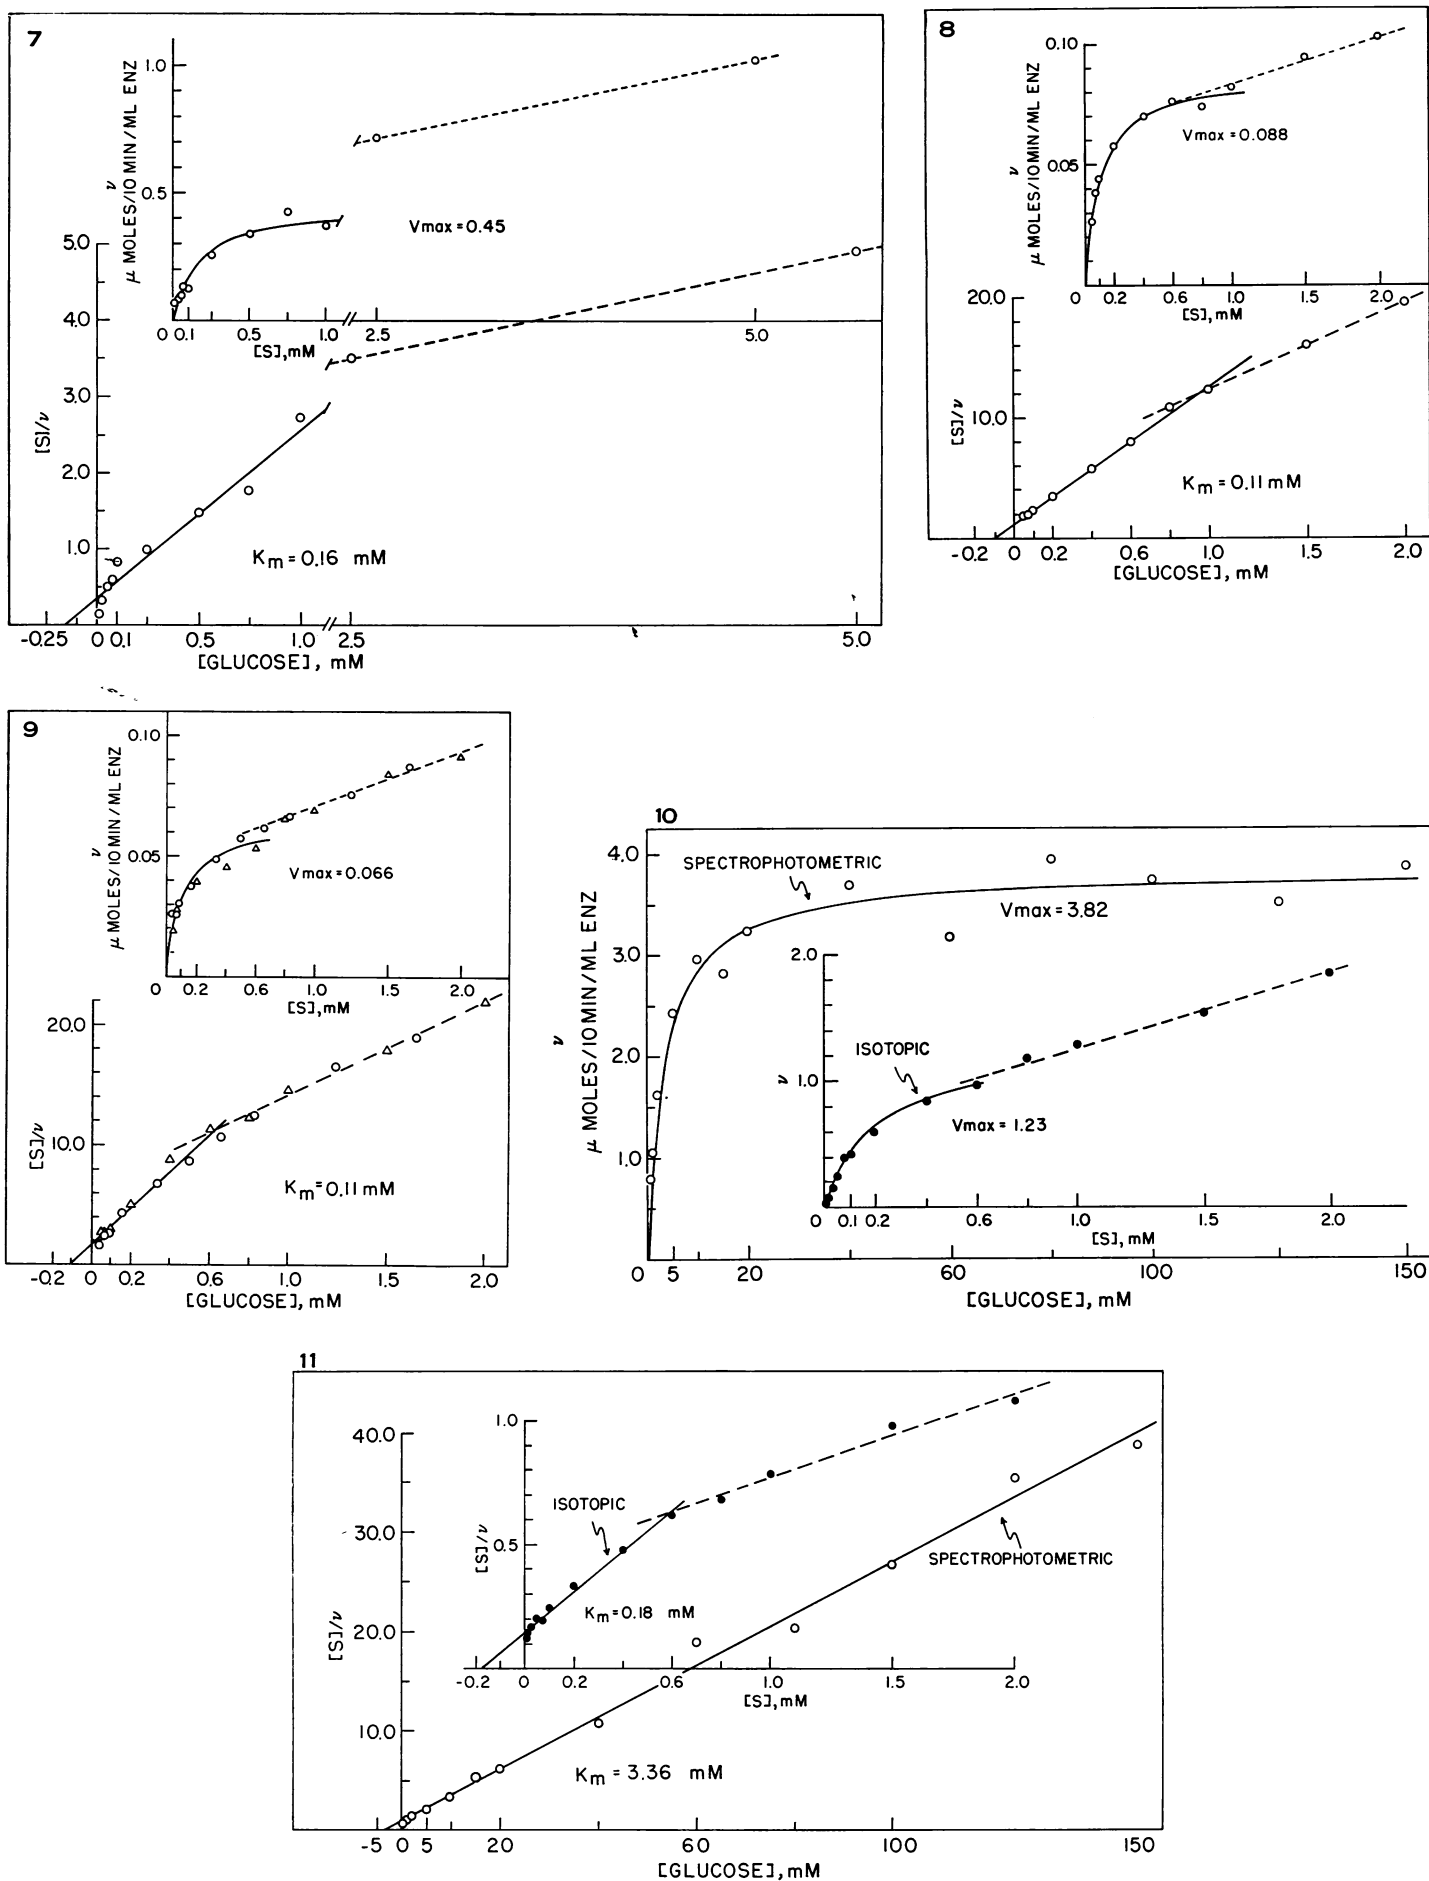 7
ν
μ MOLES/10 MIN/ML ENZ
1.0
0.5
Vmax = 0.45
0 0.1 0.5 1.0 2.5 5.0
[S], mM
[S]/ν
5.0
4.0
3.0
2.0
1.0
Km = 0.16 mM
-0.25 0 0.1 0.5 1.0 2.5 5.0
[GLUCOSE], mM
8
ν
μ MOLES/10 MIN/ML ENZ
0.10
0.05
Vmax = 0.088
0 0.2 0.6 1.0 1.5 2.0
[S], mM
[S]/ν
20.0
10.0
Km = 0.11 mM
-0.2 0 0.2 0.6 1.0 1.5 2.0
[GLUCOSE], mM
9
ν
μ MOLES/10 MIN/ML ENZ
0.10
0.05
Vmax = 0.066
0 0.2 0.6 1.0 1.5 2.0
[S], mM
[S]/ν
20.0
10.0
Km = 0.11 mM
-0.2 0 0.2 0.6 1.0 1.5 2.0
[GLUCOSE], mM
10
ν
μ MOLES/10 MIN/ML ENZ
4.0
3.0
2.0
1.0
SPECTROPHOTOMETRIC
Vmax = 3.82
ν
2.0
1.0
ISOTOPIC
Vmax = 1.23
0 0.1 0.2 0.6 1.0 1.5 2.0
[S], mM
0 5 20 60 100 150
[GLUCOSE], mM
11
[S]/ν
40.0
30.0
20.0
10.0
[S]/ν
1.0
0.5
ISOTOPIC
Km = 0.18 mM
-0.2 0 0.2 0.6 1.0 1.5 2.0
[S], mM
SPECTROPHOTOMETRIC
Km = 3.36 mM
-5 0 5 20 60 100 150
[GLUCOSE], mM